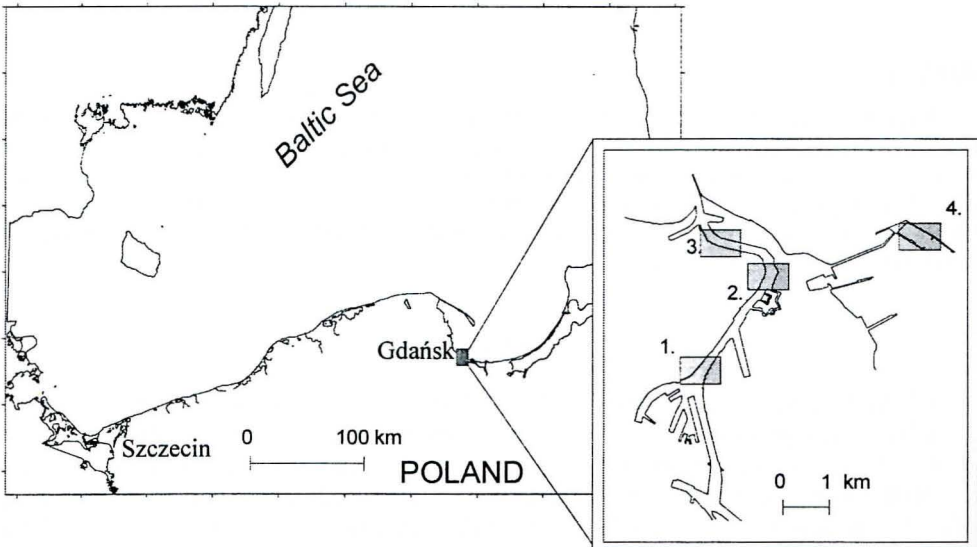 Baltic Sea
Gdańsk
Szczecin
0 100 km
POLAND
4.
3.
2.
1.
0 1 km